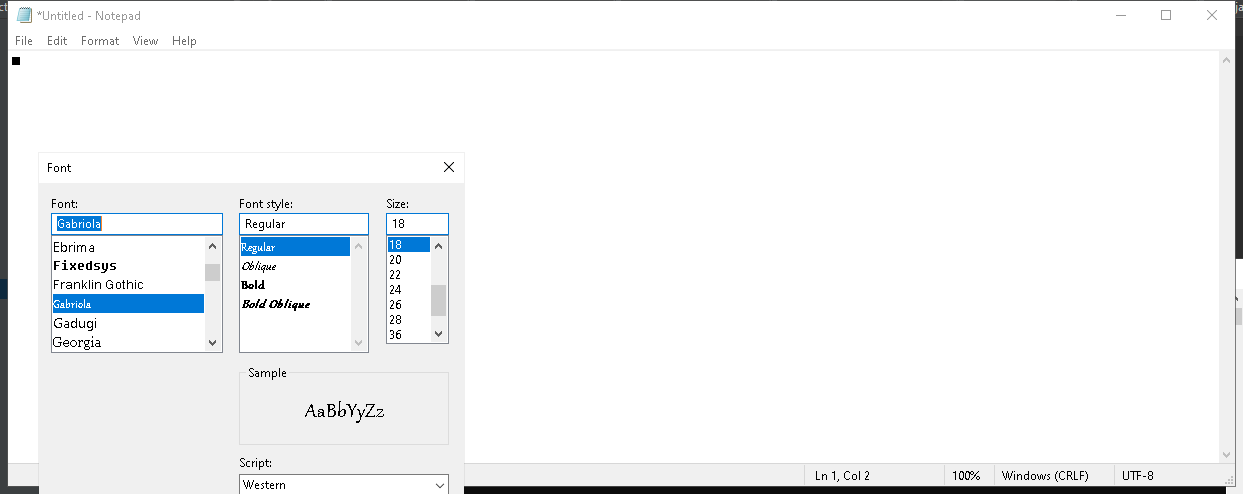 *Untitled - Notepad
File Edit Format View Help
■
Font
Font: Font style: Size:
Gabriola Regular 18
Ebrima Regular 18
Fixedsys Oblique 20
Franklin Gothic Bold 22
Gabriola Bold Oblique 24
Gadugi 26
Georgia 28
36
Sample
AaBbYyZz
Script:
Western
Ln 1, Col 2 100% Windows (CRLF) UTF-8